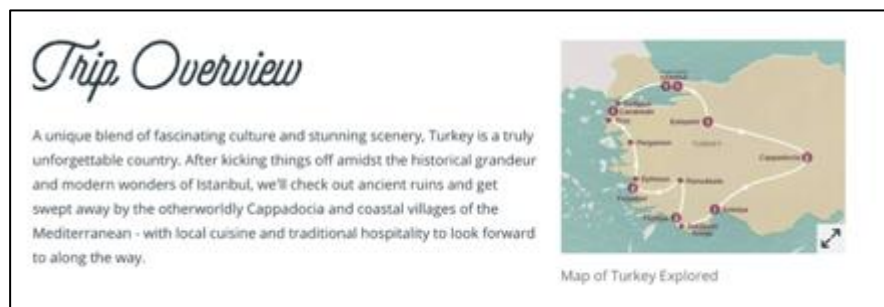 Trip Overview
A unique blend of fascinating culture and stunning scenery, Turkey is a truly
unforgettable country. After kicking things off amidst the historical grandeur
and modern wonders of Istanbul, we'll check out ancient ruins and get
swept away by the otherworldly Cappadocia and coastal villages of the
Mediterranean - with local cuisine and traditional hospitality to look forward
to along the way.
Cappadocia
Pergamon
Ephesus
Pamukkale
Map of Turkey Explored